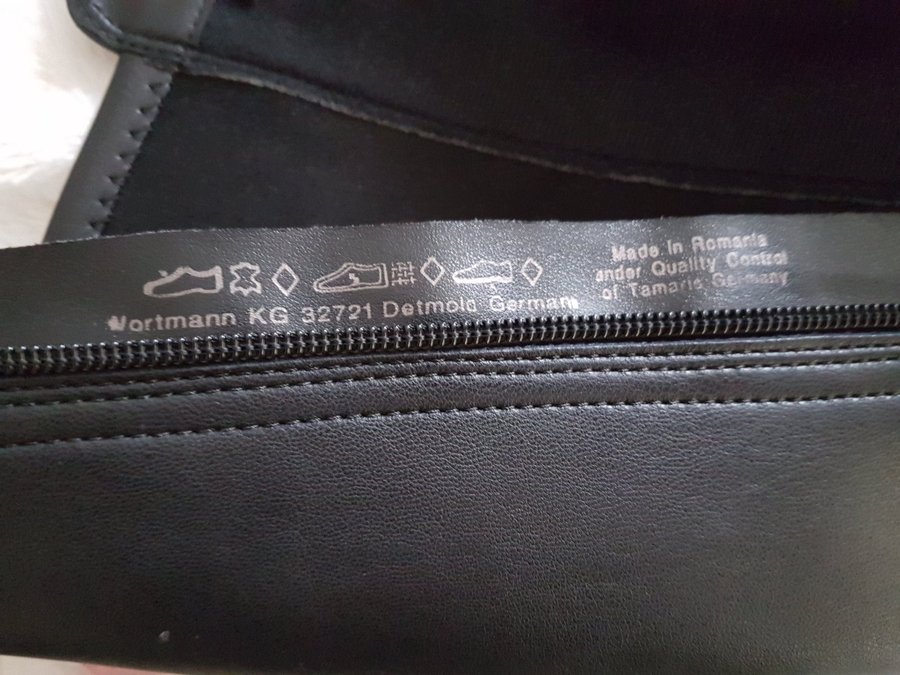 Made In Romania
under Quality Control
of Tamaris Germany
Wortmann KG 32721 Detmold Germany